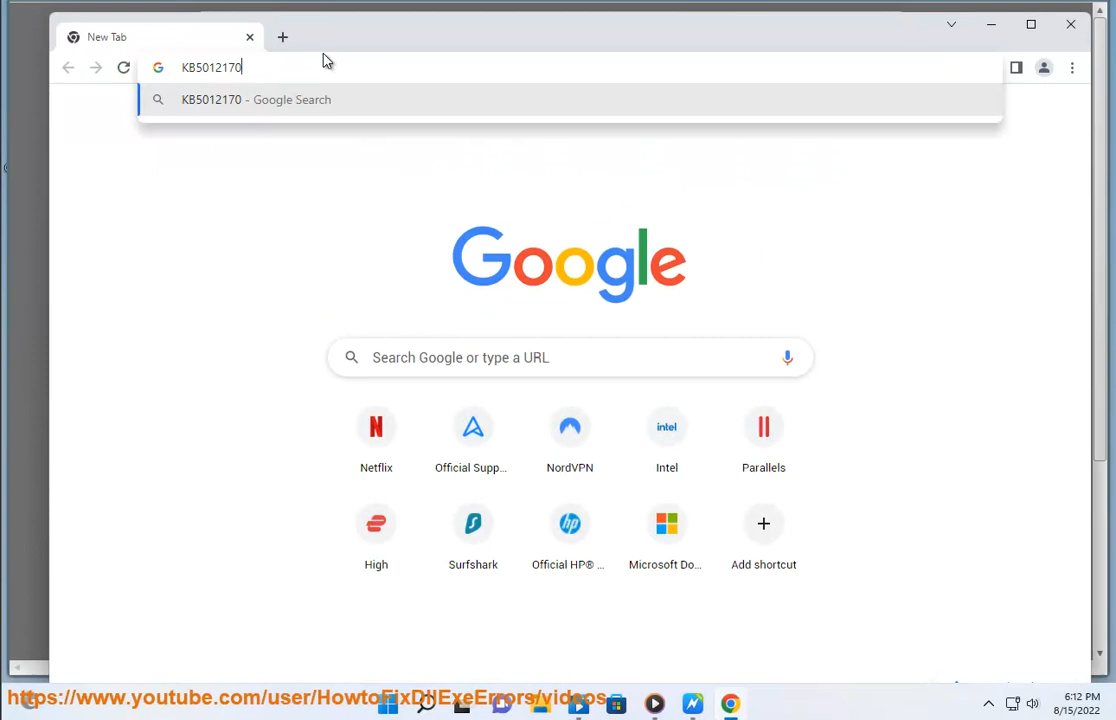 New Tab
KB5012170
KB5012170 - Google Search
Google
Search Google or type a URL
Netflix
Official Supp...
NordVPN
intel
Intel
Parallels
High
Surfshark
hp
Official HP® ...
Microsoft Do...
Add shortcut
https://www.youtube.com/user/HowtoFixDllExeErrors/videos
6:12 PM
8/15/2022